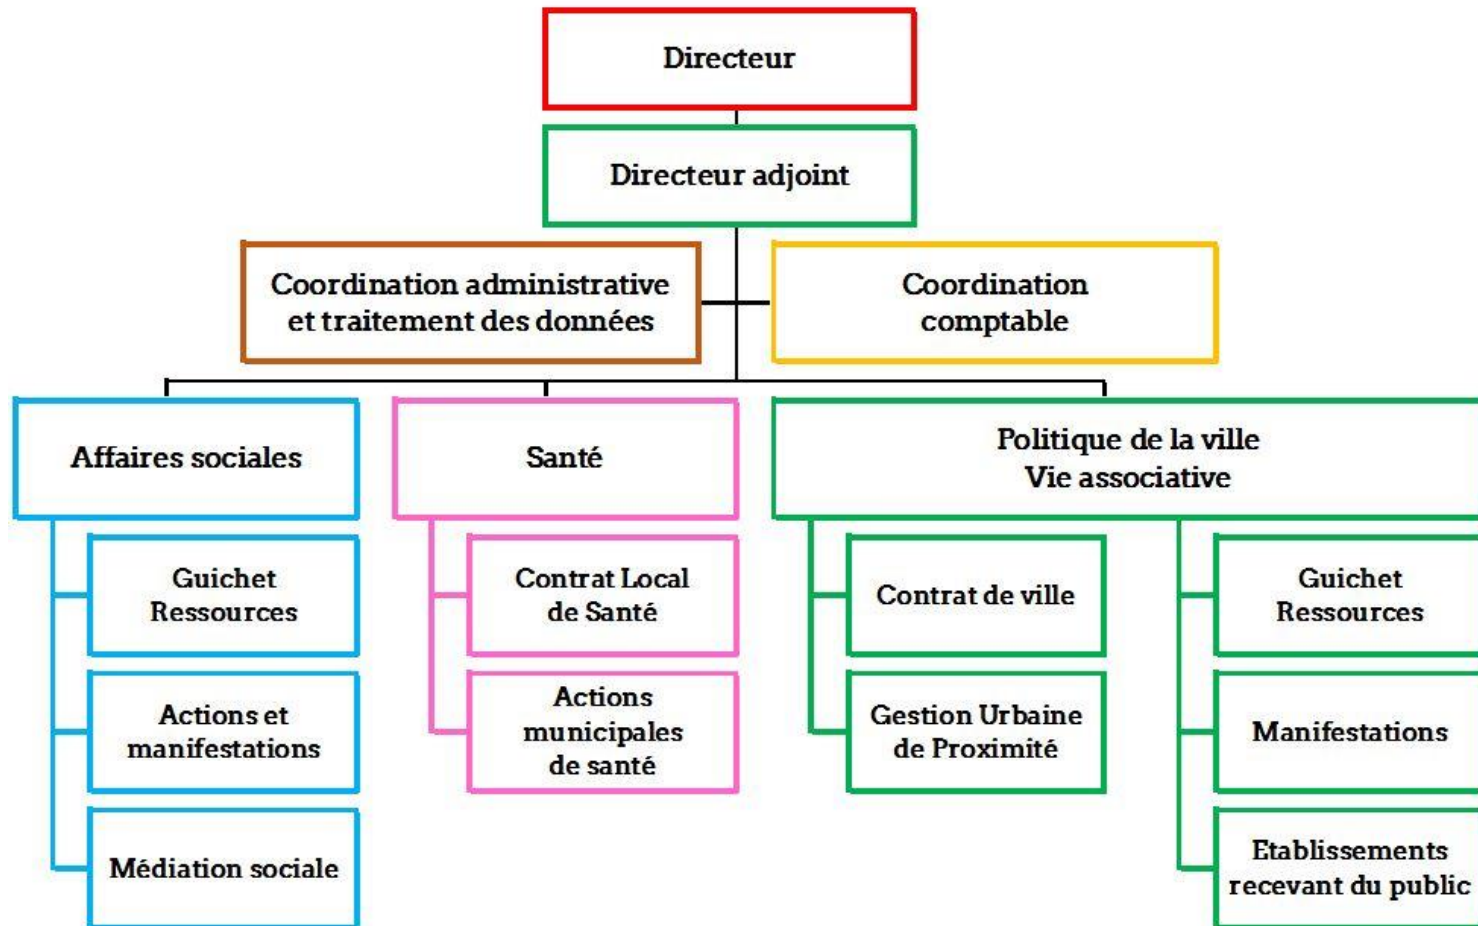 Directeur
Directeur adjoint
Coordination administrative
et traitement des données
Coordination
comptable
Affaires sociales
Santé
Politique de la ville
Vie associative
Guichet
Ressources
Actions et
manifestations
Médiation sociale
Contrat Local
de Santé
Actions
municipales
de santé
Contrat de ville
Gestion Urbaine
de Proximité
Guichet
Ressources
Manifestations
Etablissements
recevant du public